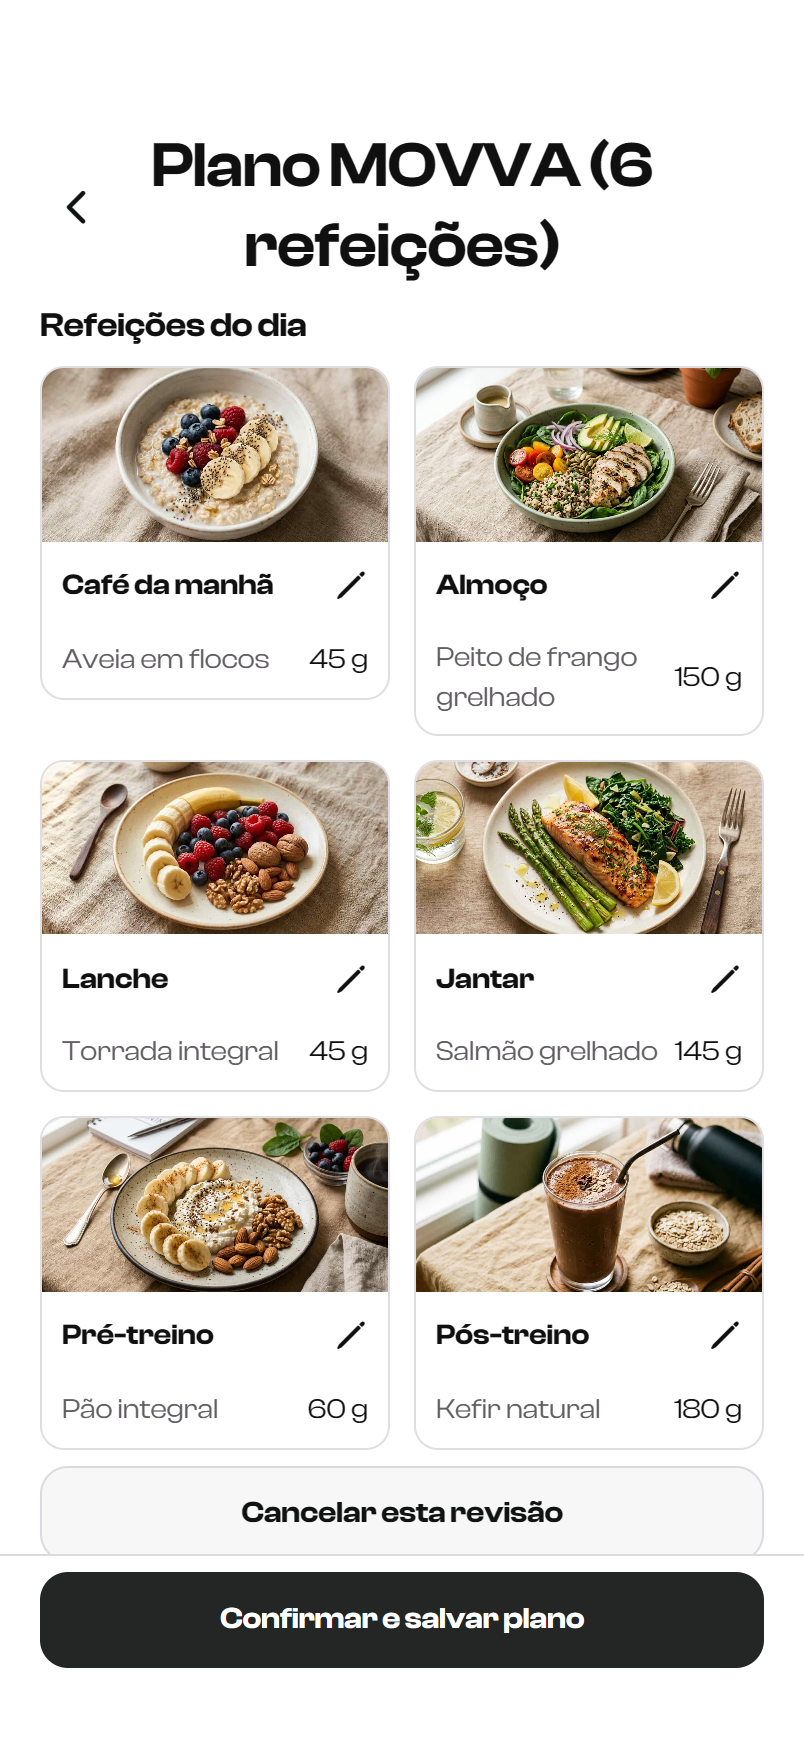 Plano MOVVA (6
refeições)
Refeições do dia
Café da manhã
Aveia em flocos 45 g
Almoço
Peito de frango
grelhado
150 g
Lanche
Torrada integral 45 g
Jantar
Salmão grelhado 145 g
Pré-treino
Pão integral 60 g
Pós-treino
Kefir natural 180 g
Cancelar esta revisão
Confirmar e salvar plano